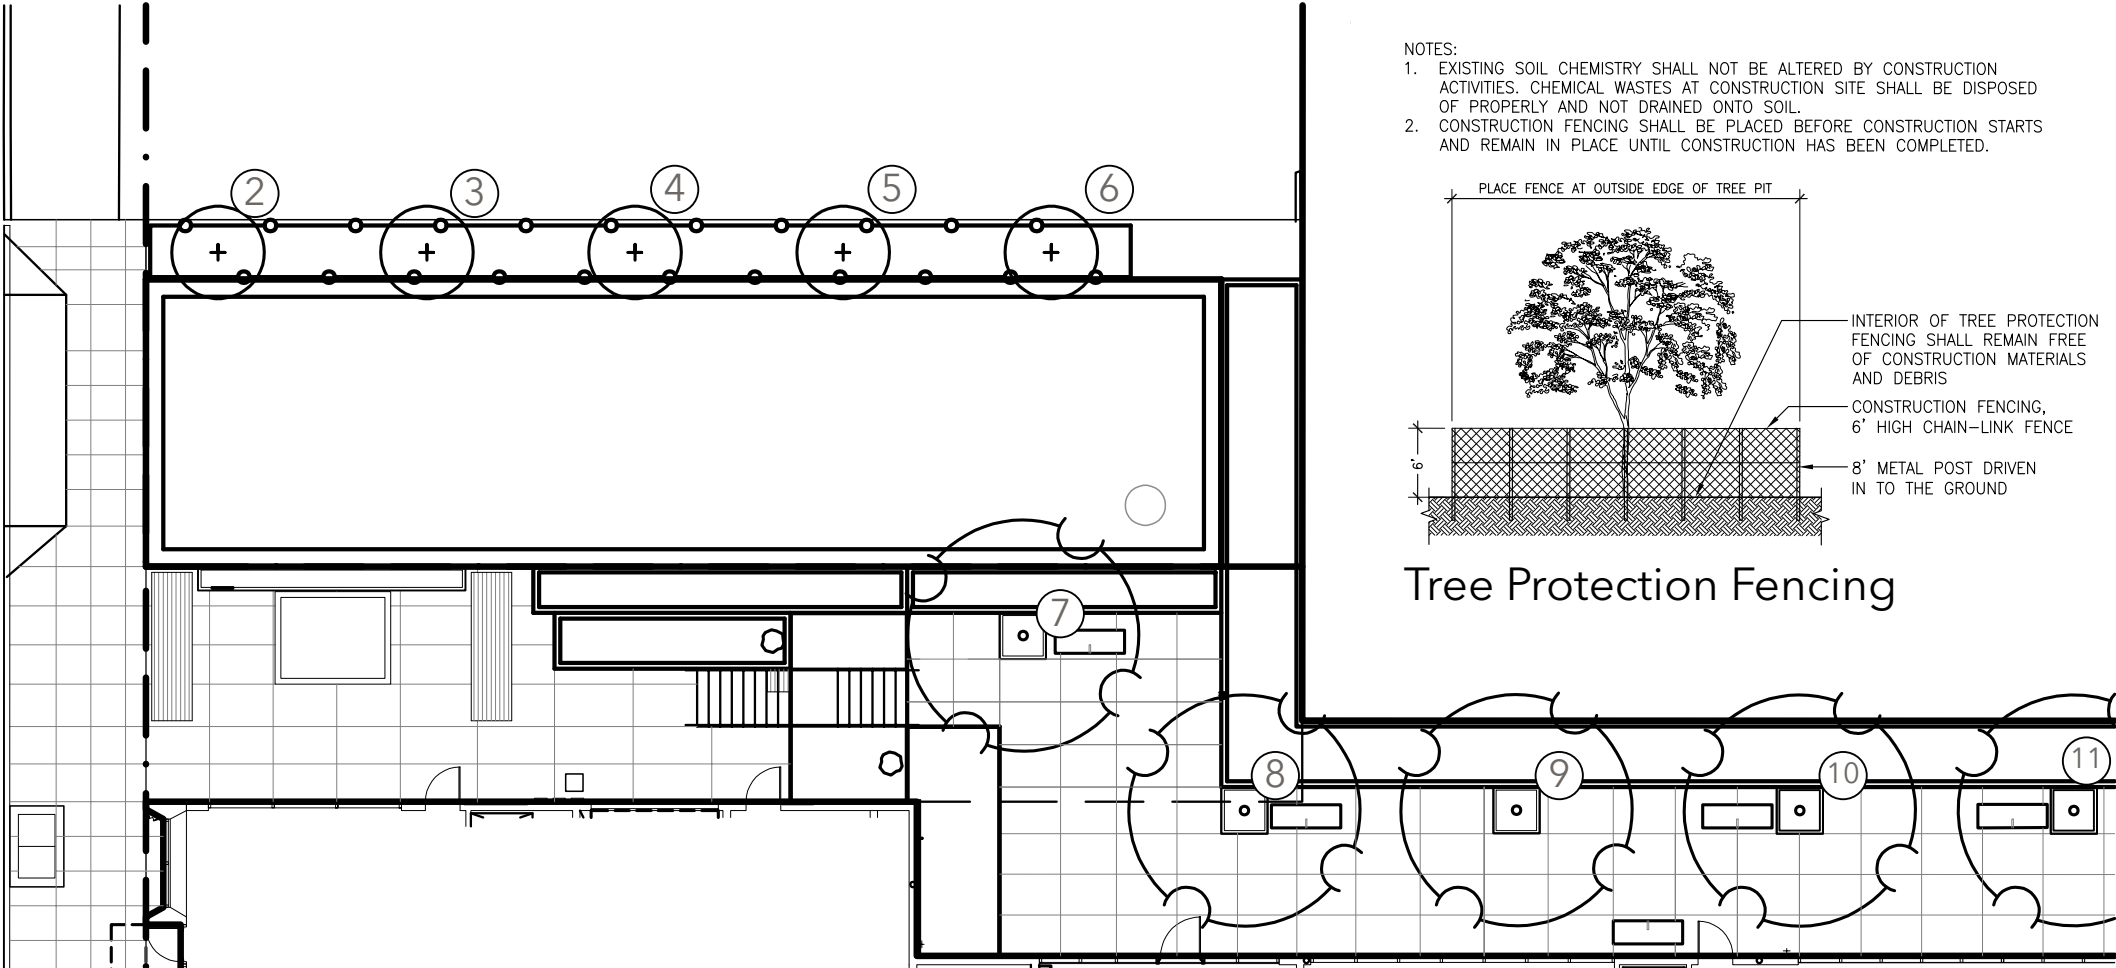 NOTES:
1. EXISTING SOIL CHEMISTRY SHALL NOT BE ALTERED BY CONSTRUCTION
ACTIVITIES. CHEMICAL WASTES AT CONSTRUCTION SITE SHALL BE DISPOSED
OF PROPERLY AND NOT DRAINED ONTO SOIL.
2. CONSTRUCTION FENCING SHALL BE PLACED BEFORE CONSTRUCTION STARTS
AND REMAIN IN PLACE UNTIL CONSTRUCTION HAS BEEN COMPLETED.
PLACE FENCE AT OUTSIDE EDGE OF TREE PIT
INTERIOR OF TREE PROTECTION
FENCING SHALL REMAIN FREE
OF CONSTRUCTION MATERIALS
AND DEBRIS
CONSTRUCTION FENCING,
6' HIGH CHAIN-LINK FENCE
6'
8' METAL POST DRIVEN
IN TO THE GROUND
Tree Protection Fencing
2
3
4
5
6
7
8
9
10
11